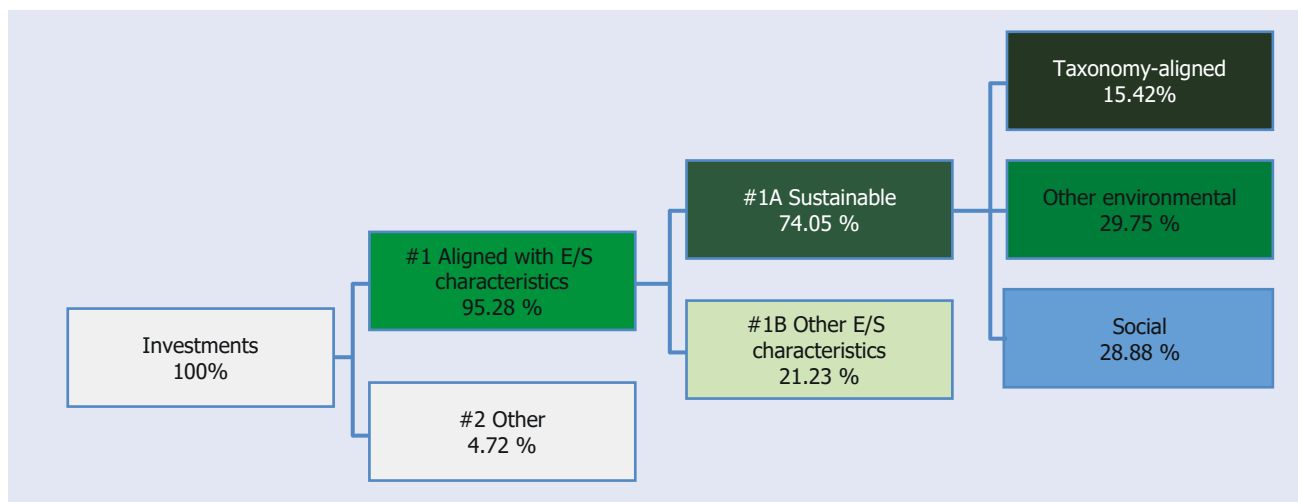 Investments
100%
#1 Aligned with E/S
characteristics
95.28 %
#2 Other
4.72 %
#1A Sustainable
74.05 %
#1B Other E/S
characteristics
21.23 %
Taxonomy-aligned
15.42%
Other environmental
29.75 %
Social
28.88 %